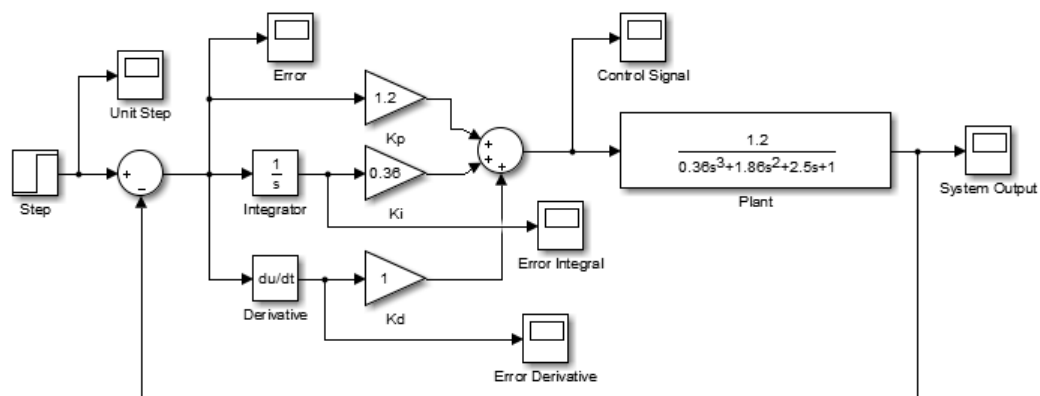 Error
Control Signal
Unit Step
1.2
Kp
Step
+
−
1
s
Integrator
0.36
Ki
+
+
+
1.2
0.36s³+1.86s²+2.5s+1
Plant
System Output
Error Integral
du/dt
Derivative
1
Kd
Error Derivative